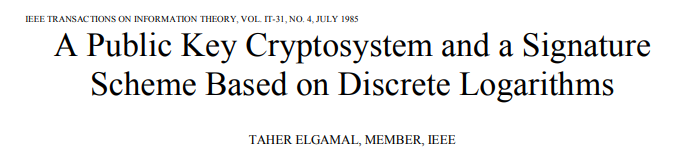 IEEE TRANSACTIONS ON INFORMATION THEORY, VOL. IT-31, NO. 4, JULY 1985
A Public Key Cryptosystem and a Signature
Scheme Based on Discrete Logarithms
TAHER ELGAMAL, MEMBER, IEEE